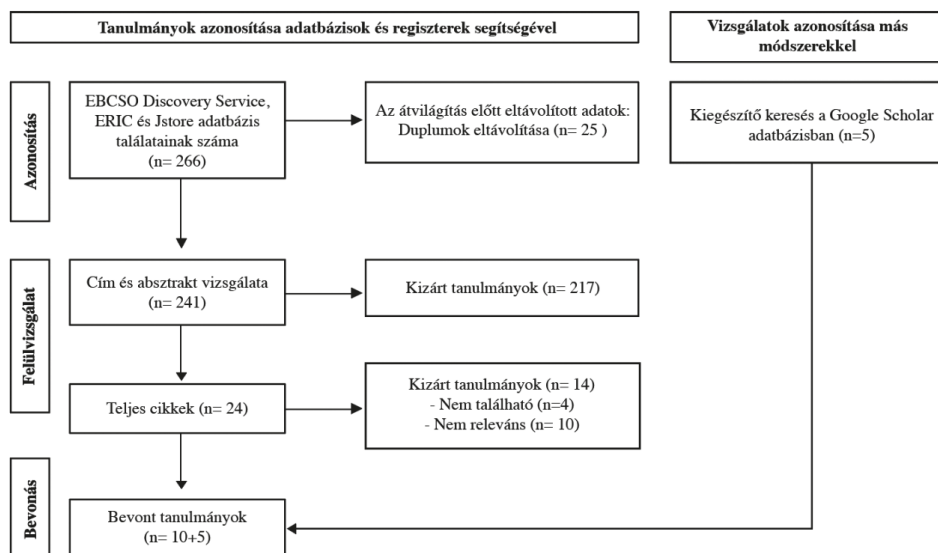 Tanulmányok azonosítása adatbázisok és regiszterek segítségével
Vizsgálatok azonosítása más
módszerekkel
Azonosítás
EBCSO Discovery Service,
ERIC és Jstore adatbázis
találatainak száma
(n= 266)
Az átvilágítás előtt eltávolított adatok:
Duplumok eltávolítása (n= 25 )
Kiegészítő keresés a Google Scholar
adatbázisban (n=5)
Felülvizsgálat
Cím és absztrakt vizsgálata
(n= 241)
Kizárt tanulmányok (n= 217)
Teljes cikkek (n= 24)
Kizárt tanulmányok (n= 14)
- Nem található (n=4)
- Nem releváns (n= 10)
Bevonás
Bevont tanulmányok
(n= 10+5)